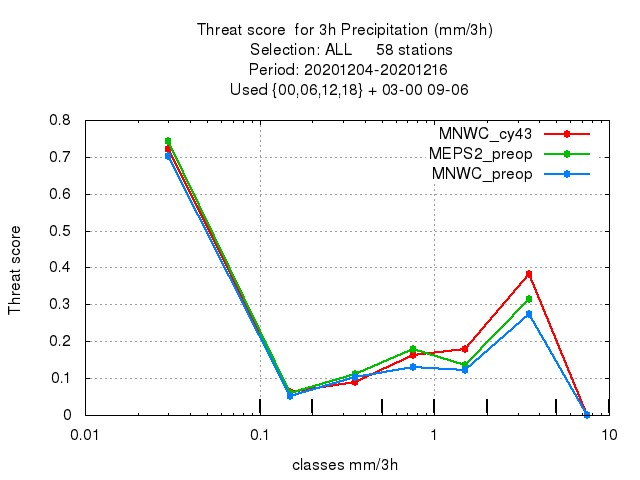 Threat score  for 3h Precipitation (mm/3h)
Selection: ALL     58 stations
Period: 20201204-20201216
Used {00,06,12,18} + 03-00 09-06
MNWC_cy43
MEPS2_preop
MNWC_preop
Threat score
0.8
0.7
0.6
0.5
0.4
0.3
0.2
0.1
0
0.01 0.1 1 10
classes mm/3h